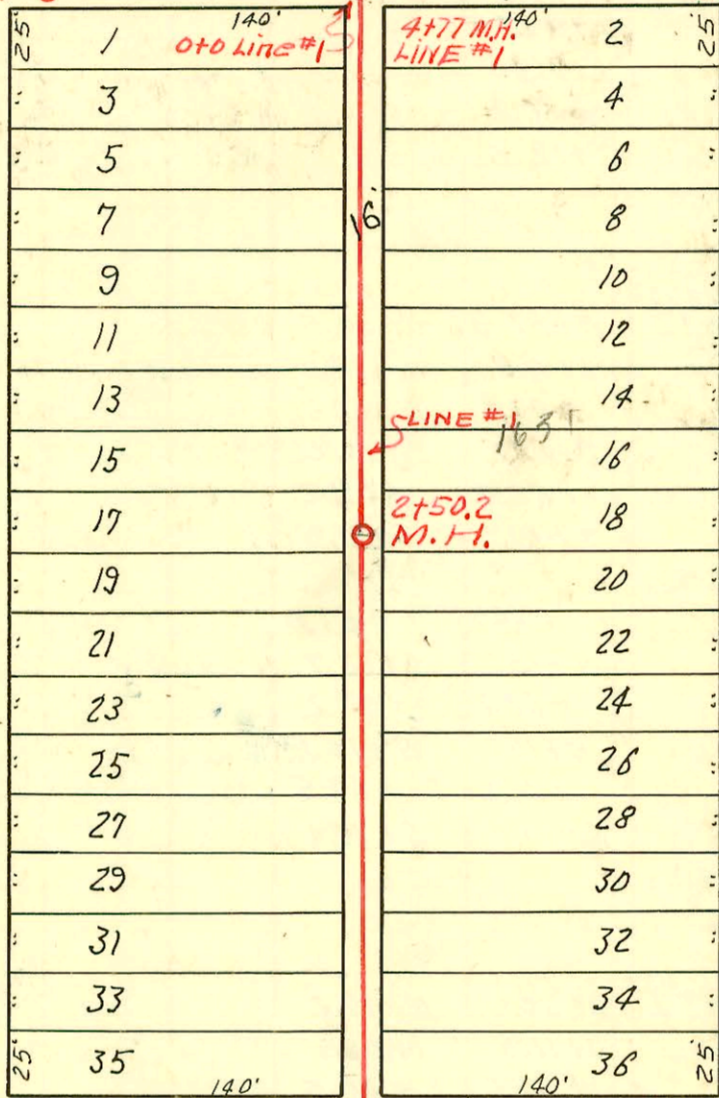 25' 1 140' 0+0 Line #1
4+77 M.H. 140' 2 25'
LINE #1
" 3 4 "
" 5 6 "
" 7 16' 8 "
" 9 10 "
" 11 12 "
" 13 14 "
LINE #1
163'
" 15 16 "
" 17 2+50.2 18 "
M.H.
" 19 20 "
" 21 22 "
" 23 24 "
" 25 26 "
" 27 28 "
" 29 30 "
" 31 32 "
" 33 34 "
25' 35 140' 140' 36 25'